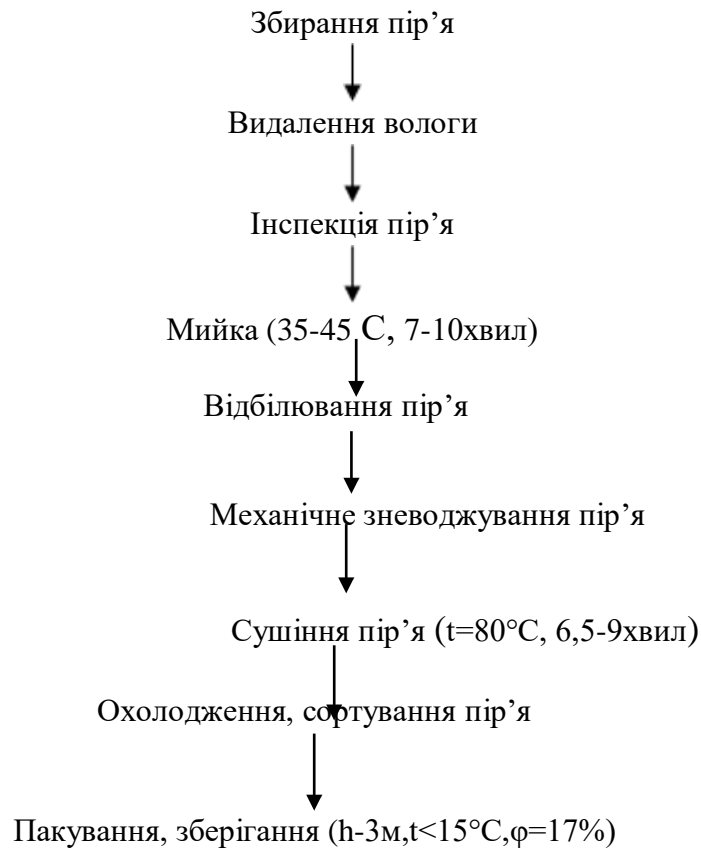 Збирання пір’я
Видалення вологи
Інспекція пір’я
Мийка (35-45 С, 7-10хвил)
Відбілювання пір’я
Механічне зневоджування пір’я
Сушіння пір’я (t=80°С, 6,5-9хвил)
Охолодження, сортування пір’я
Пакування, зберігання (h-3м,t<15°С,φ=17%)